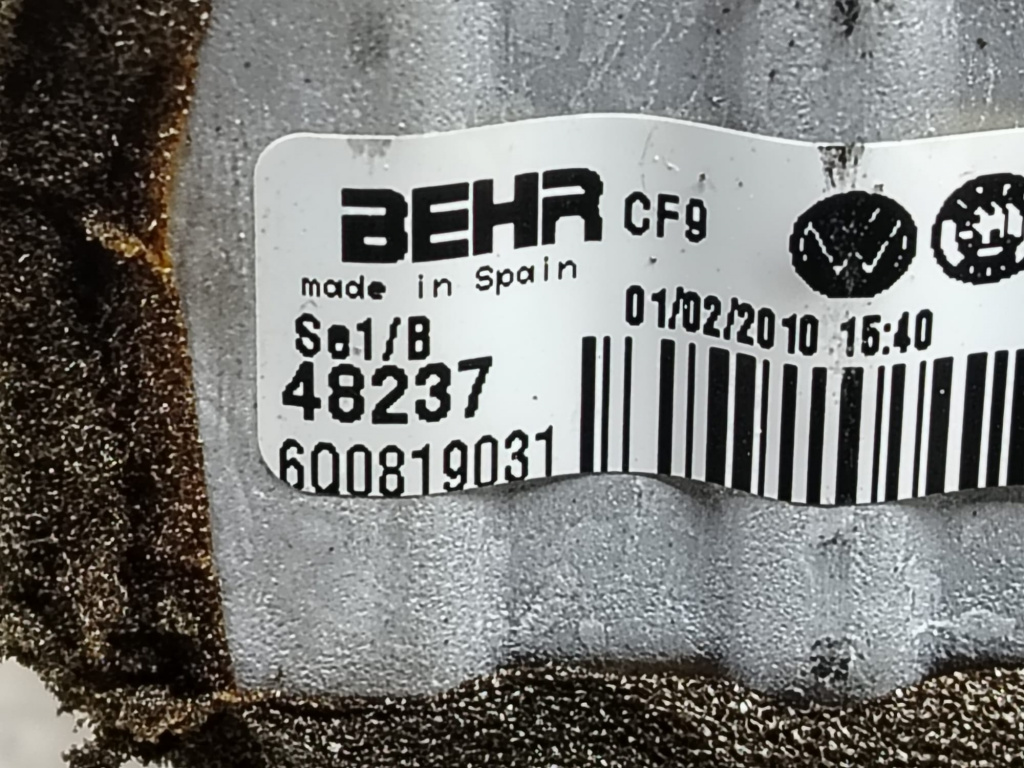 BEHR CF9
made in Spain
01/02/2010 15:40
Se1/B
48237
600819031